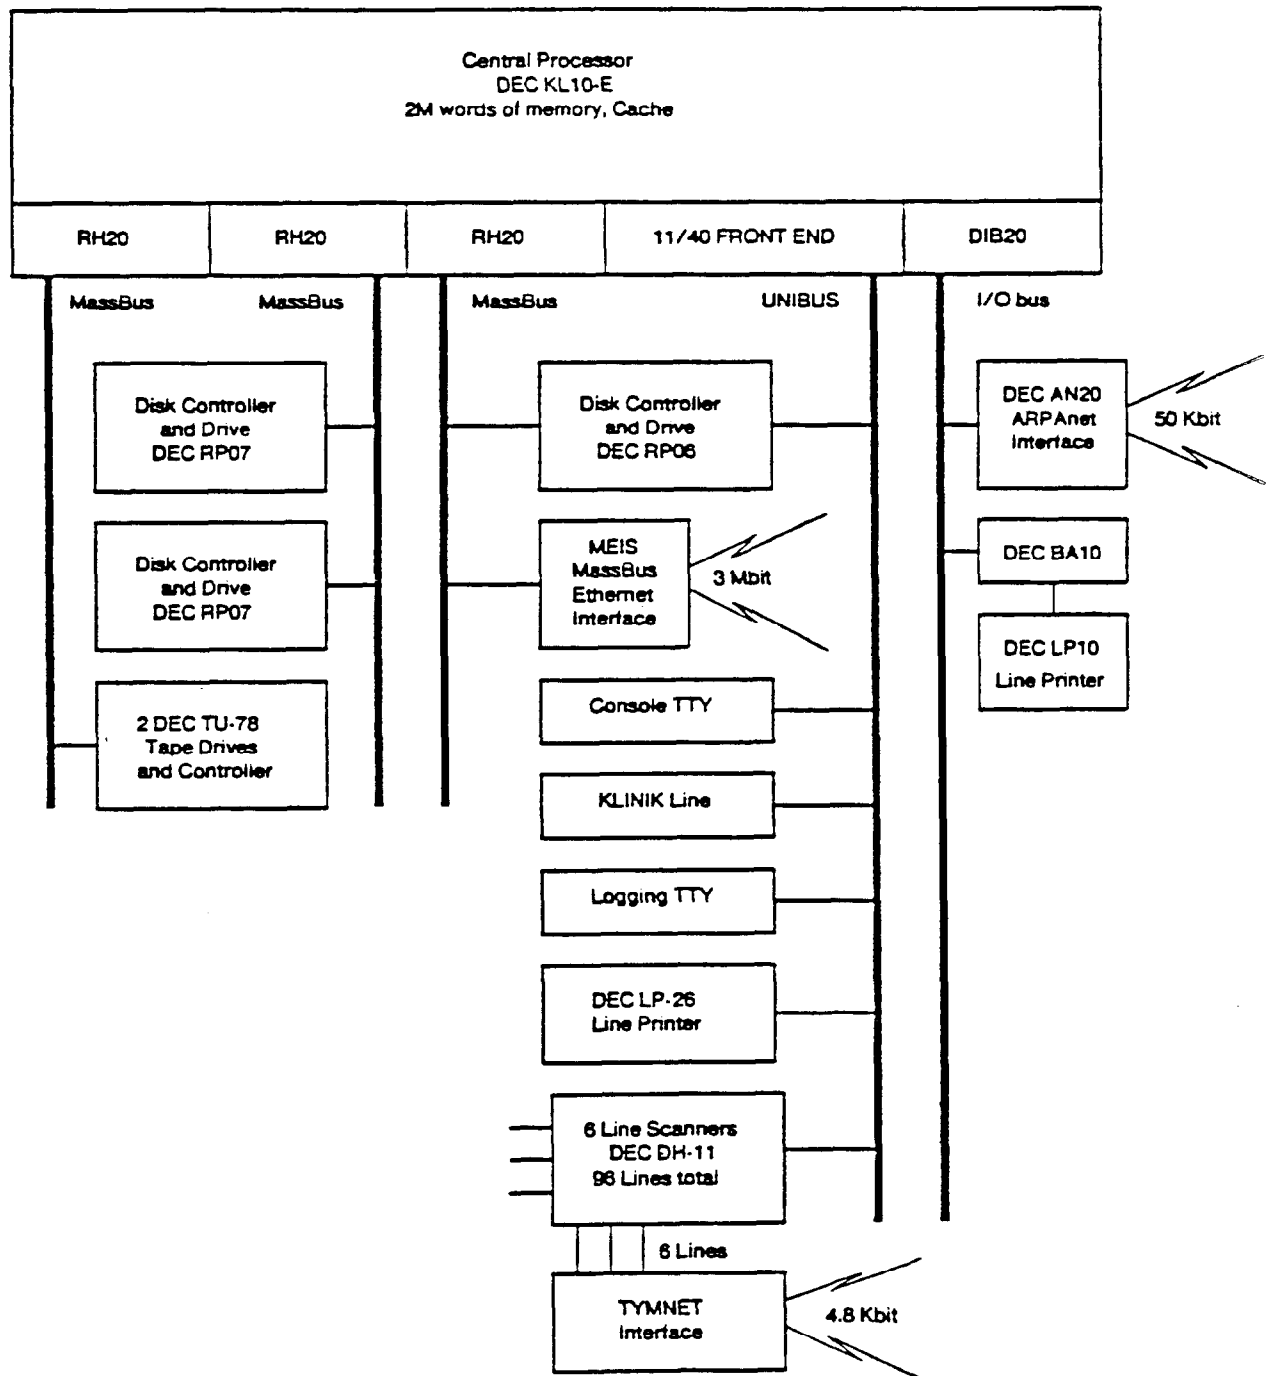 Central Processor
DEC KL10-E
2M words of memory, Cache
RH20
RH20
RH20
11/40 FRONT END
DIB20
MassBus
MassBus
MassBus
UNIBUS
I/O bus
Disk Controller
and Drive
DEC RP07
Disk Controller
and Drive
DEC RP06
DEC AN20
ARPAnet
Interface
50 Kbit
Disk Controller
and Drive
DEC RP07
MEIS
MassBus
Ethernet
Interface
3 Mbit
DEC BA10
DEC LP10
Line Printer
2 DEC TU-78
Tape Drives
and Controller
Console TTY
KLINIK Line
Logging TTY
DEC LP-26
Line Printer
6 Line Scanners
DEC DH-11
96 Lines total
6 Lines
TYMNET
Interface
4.8 Kbit